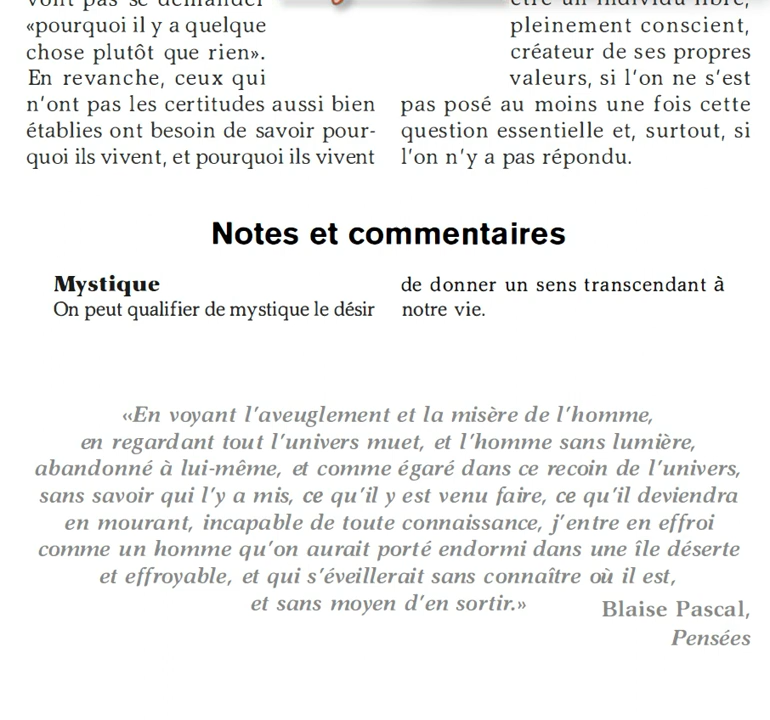 vont pas se demander
«pourquoi il y a quelque
chose plutôt que rien».
En revanche, ceux qui
n'ont pas les certitudes aussi bien
établies ont besoin de savoir pour-
quoi ils vivent, et pourquoi ils vivent
être un individu libre,
pleinement conscient,
créateur de ses propres
valeurs, si l'on ne s'est
pas posé au moins une fois cette
question essentielle et, surtout, si
l'on n'y a pas répondu.
Notes et commentaires
Mystique
On peut qualifier de mystique le désir
de donner un sens transcendant à
notre vie.
«En voyant l'aveuglement et la misère de l'homme,
en regardant tout l'univers muet, et l'homme sans lumière,
abandonné à lui-même, et comme égaré dans ce recoin de l'univers,
sans savoir qui l'y a mis, ce qu'il y est venu faire, ce qu'il deviendra
en mourant, incapable de toute connaissance, j'entre en effroi
comme un homme qu'on aurait porté endormi dans une île déserte
et effroyable, et qui s'éveillerait sans connaître où il est,
et sans moyen d'en sortir.»
Blaise Pascal,
Pensées